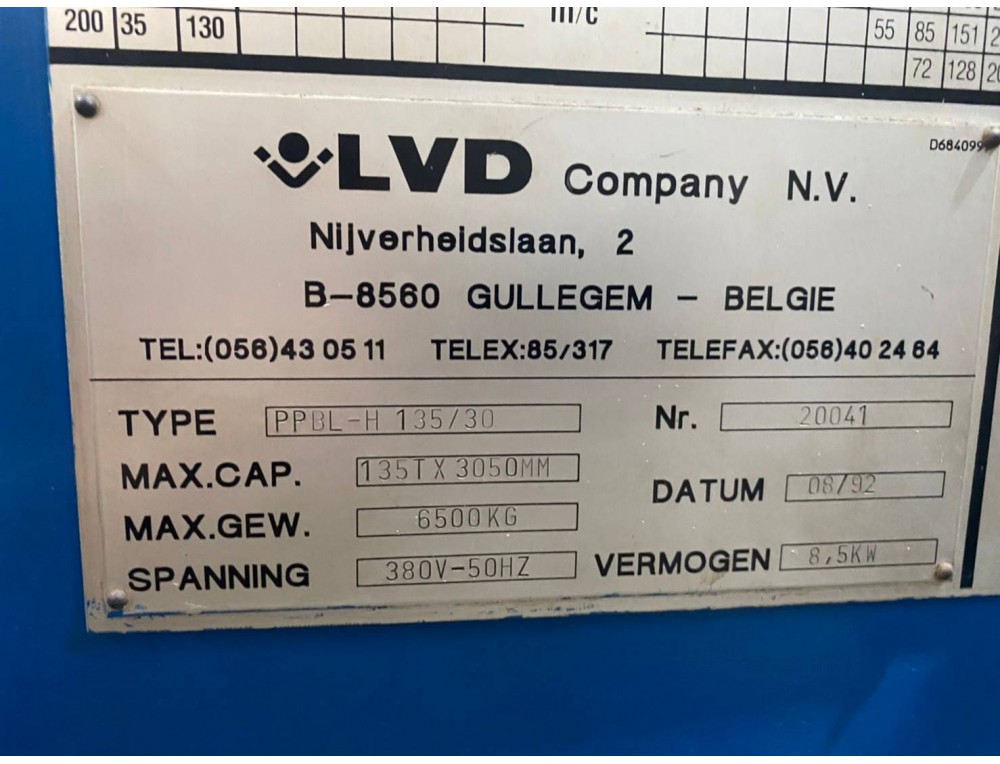 200 35 130
m/c
55 85 151 2
72 128 20
D684099
LVD Company N.V.
Nijverheidslaan, 2
B-8560 GULLEGEM - BELGIE
TEL:(056)43 05 11 TELEX:85/317 TELEFAX:(056)40 24 64
TYPE PPBL-H 135/30 Nr. 20041
MAX.CAP. 135T X 3050MM DATUM 08/92
MAX.GEW. 6500KG
SPANNING 380V-50HZ VERMOGEN 8,5KW